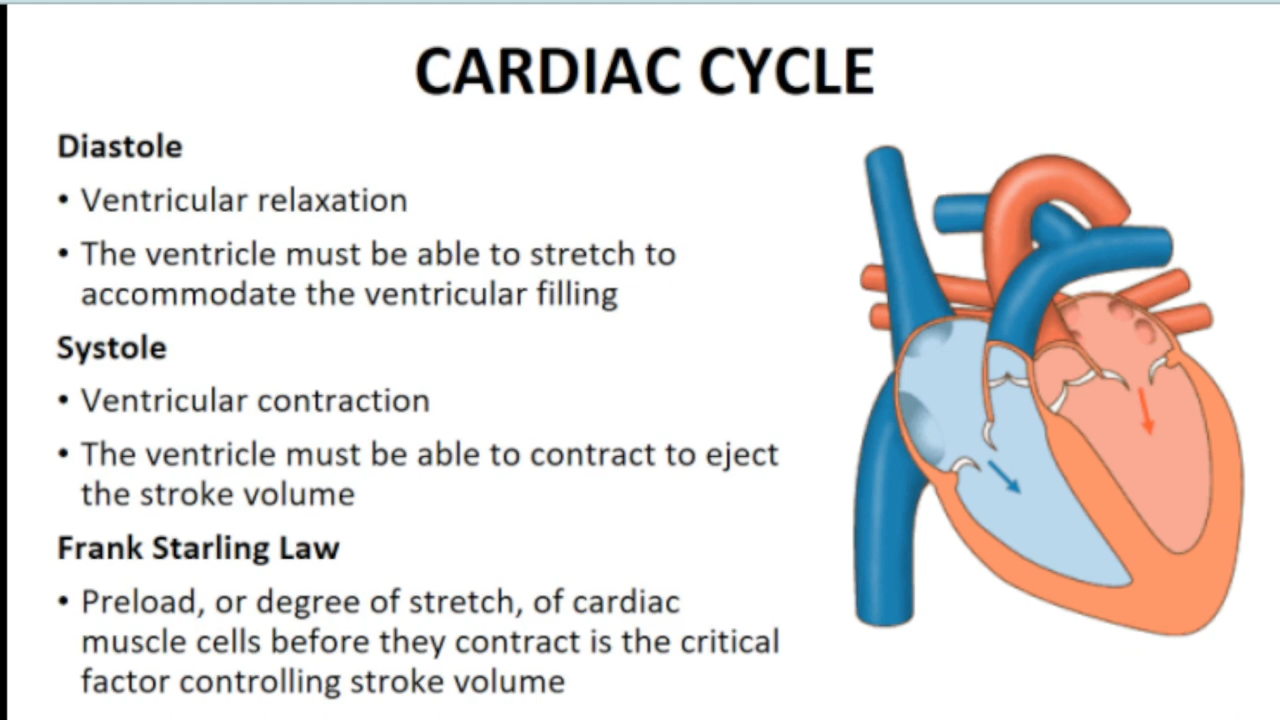 CARDIAC CYCLE
Diastole
• Ventricular relaxation
• The ventricle must be able to stretch to
accommodate the ventricular filling
Systole
• Ventricular contraction
• The ventricle must be able to contract to eject
the stroke volume
Frank Starling Law
• Preload, or degree of stretch, of cardiac
muscle cells before they contract is the critical
factor controlling stroke volume